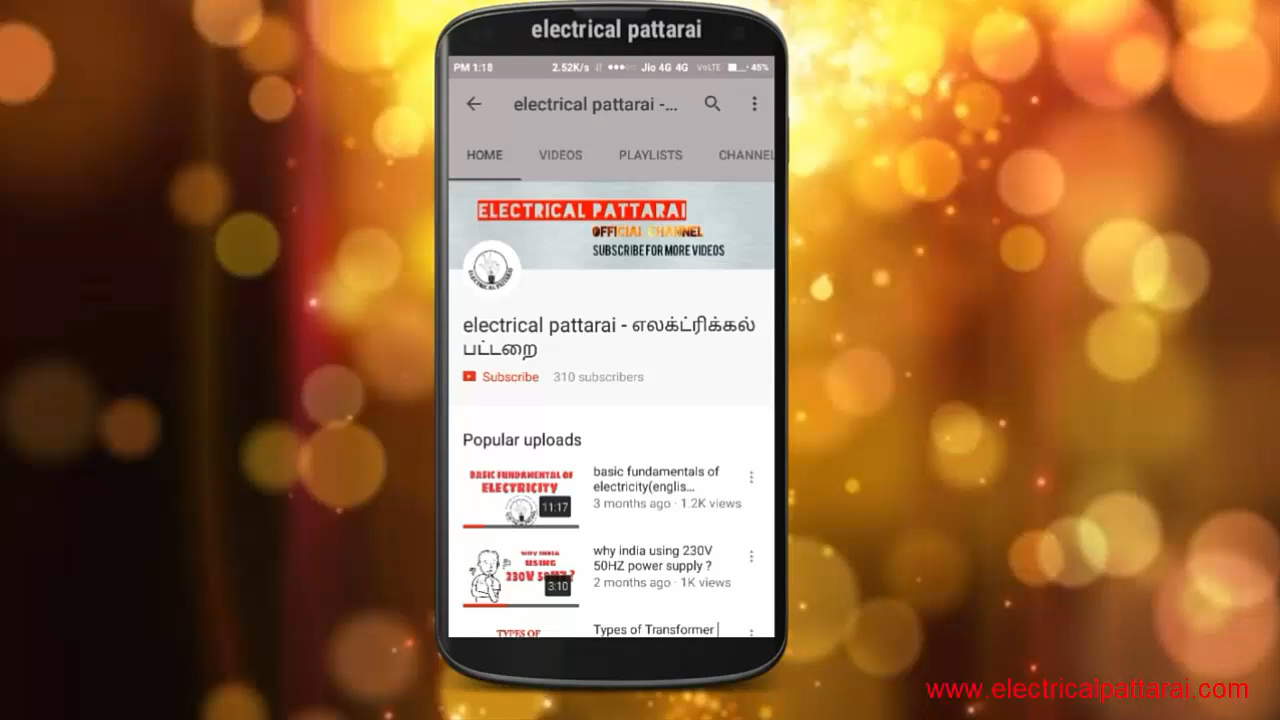 electrical pattarai
PM 1:18 2.52K/s Jio 4G 4G VoLTE 45%
electrical pattarai -...
HOME VIDEOS PLAYLISTS CHANNEL
ELECTRICAL PATTARAI
OFFICIAL CHANNEL
SUBSCRIBE FOR MORE VIDEOS
ELECTRICAL PATTARAI
electrical pattarai - எலக்ட்ரிக்கல்
பட்டறை
Subscribe 310 subscribers
Popular uploads
BASIC FUNDAMENTAL OF
ELECTRICITY
11:17
basic fundamentals of
electricity(englis...
3 months ago · 1.2K views
WHY INDIA
USING
230V 50HZ?
3:10
why india using 230V
50HZ power supply ?
2 months ago · 1K views
TYPES OF
Types of Transformer |
www.electricalpattarai.com